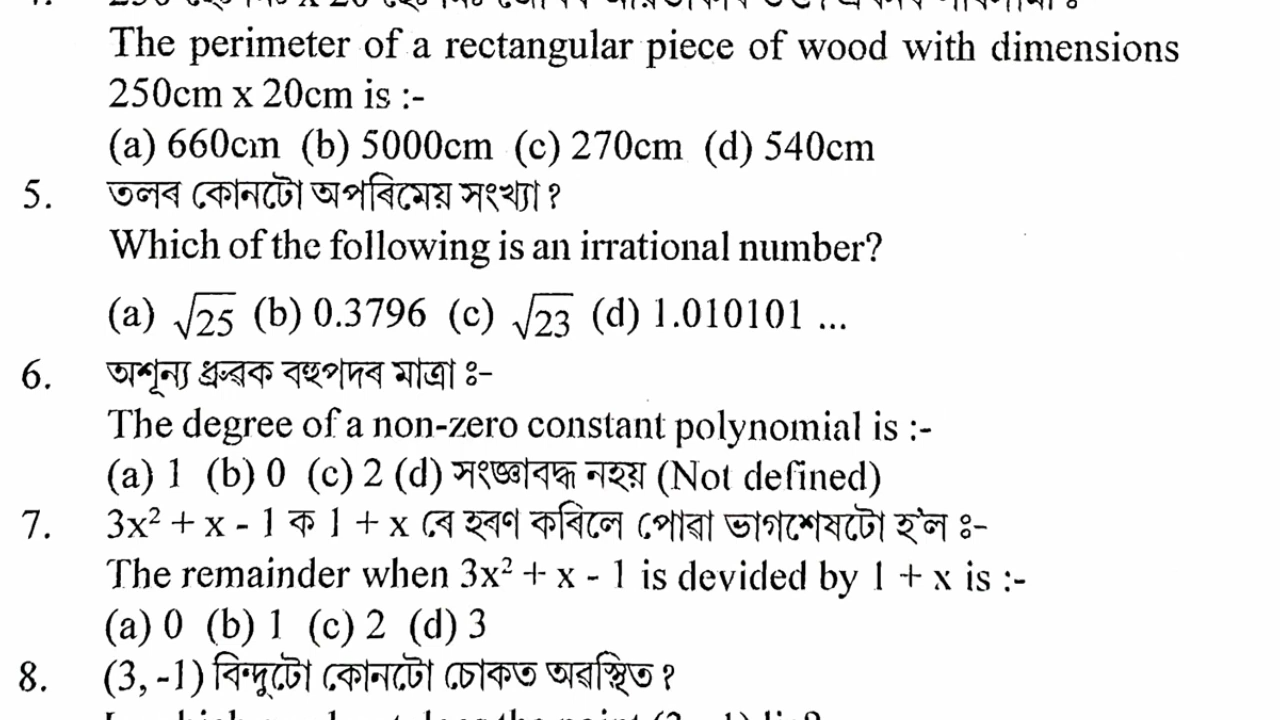 The perimeter of a rectangular piece of wood with dimensions
250cm x 20cm is :-
(a) 660cm (b) 5000cm (c) 270cm (d) 540cm
5. তলৰ কোনটো অপৰিমেয় সংখ্যা ?
Which of the following is an irrational number?
(a) √25 (b) 0.3796 (c) √23 (d) 1.010101 ...
6. অশূন্য ধ্ৰুৱক বহুপদৰ মাত্ৰা ঃ-
The degree of a non-zero constant polynomial is :-
(a) 1 (b) 0 (c) 2 (d) সংজ্ঞাবদ্ধ নহয় (Not defined)
7. 3x² + x - 1 ক 1 + x ৰে হৰণ কৰিলে পোৱা ভাগশেষটো হ'ল ঃ-
The remainder when 3x² + x - 1 is devided by 1 + x is :-
(a) 0 (b) 1 (c) 2 (d) 3
8. (3, -1) বিন্দুটো কোনটো চোকত অৱস্থিত ?